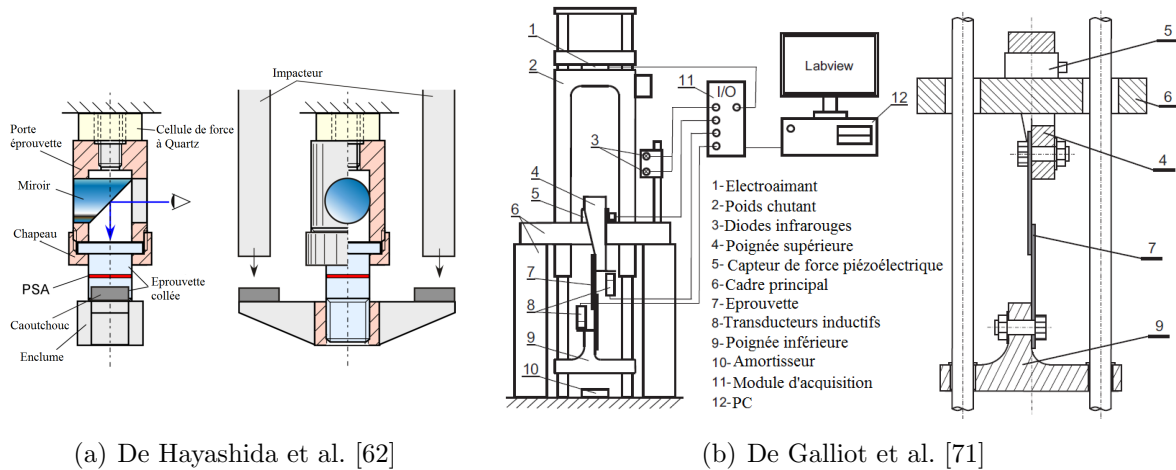 Impacteur
Porte
éprouvette
Cellule de force
à Quartz
Miroir
Chapeau
PSA
Eprouvette
collée
Caoutchouc
Enclume
(a) De Hayashida et al. [62]
1
2
11
I/O
Labview
12
3
4
5
6
7
8
9
10
1-Electroaimant
2-Poids chutant
3-Diodes infrarouges
4-Poignée supérieure
5-Capteur de force piézoélectrique
6-Cadre principal
7-Eprouvette
8-Transducteurs inductifs
9-Poignée inférieure
10-Amortisseur
11-Module d'acquisition
12-PC
5
6
4
7
9
(b) De Galliot et al. [71]